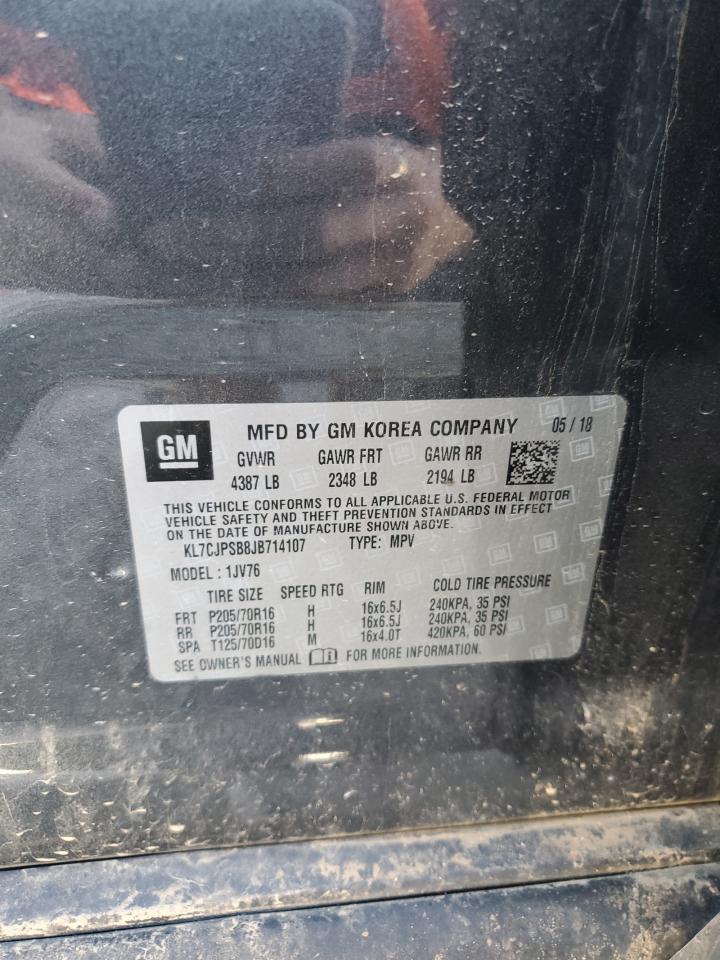 GM
MFD BY GM KOREA COMPANY 05 / 18
GVWR GAWR FRT GAWR RR
4387 LB 2348 LB 2194 LB
THIS VEHICLE CONFORMS TO ALL APPLICABLE U.S. FEDERAL MOTOR
VEHICLE SAFETY AND THEFT PREVENTION STANDARDS IN EFFECT
ON THE DATE OF MANUFACTURE SHOWN ABOVE.
KL7CJPSB8JB714107 TYPE: MPV
MODEL : 1JV76
TIRE SIZE SPEED RTG RIM COLD TIRE PRESSURE
FRT P205/70R16 H 16x6.5J 240KPA, 35 PSI
RR P205/70R16 H 16x6.5J 240KPA, 35 PSI
SPA T125/70D16 M 16x4.0T 420KPA, 60 PSI
SEE OWNER'S MANUAL FOR MORE INFORMATION.